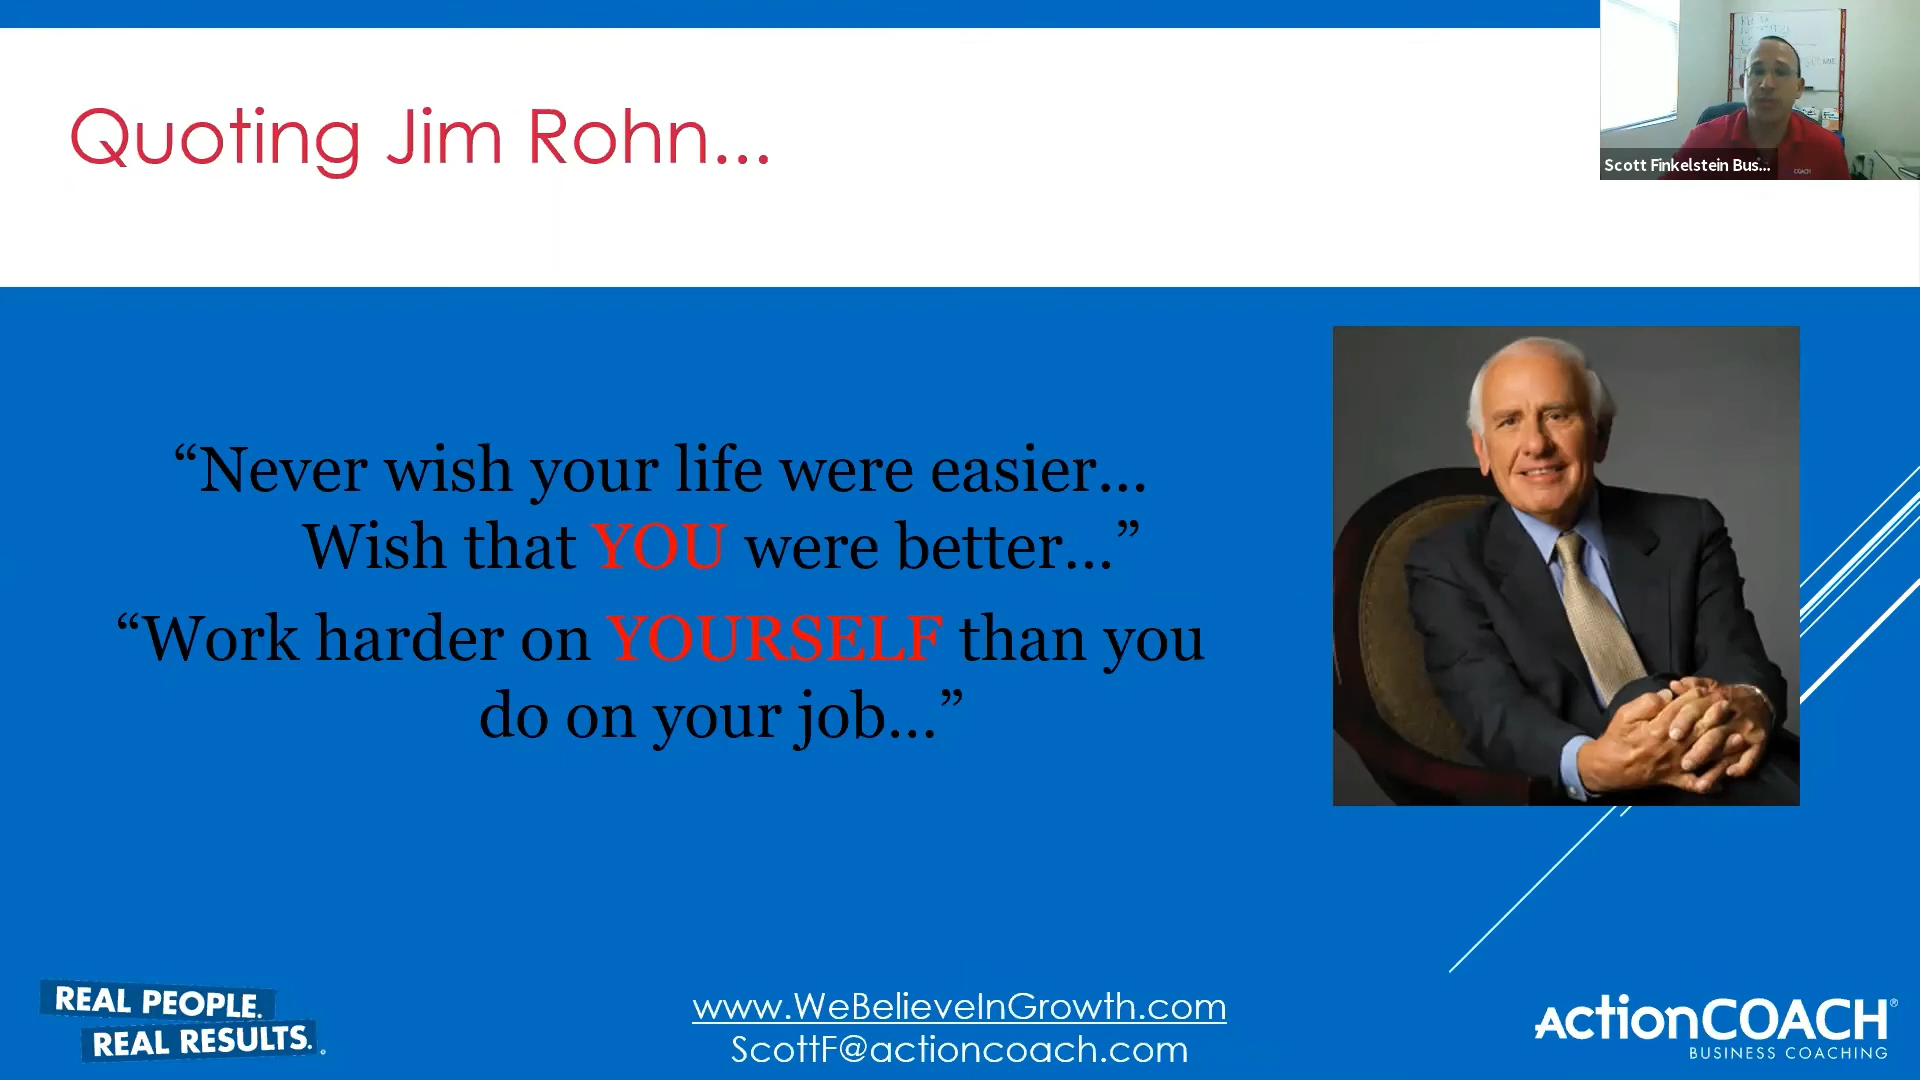 Quoting Jim Rohn...
Scott Finkelstein Bus...
COACH
“Never wish your life were easier...
Wish that YOU were better...”
“Work harder on YOURSELF than you
do on your job...”
REAL PEOPLE.
REAL RESULTS.
www.WeBelieveInGrowth.com
ScottF@actioncoach.com
actionCOACH®
BUSINESS COACHING